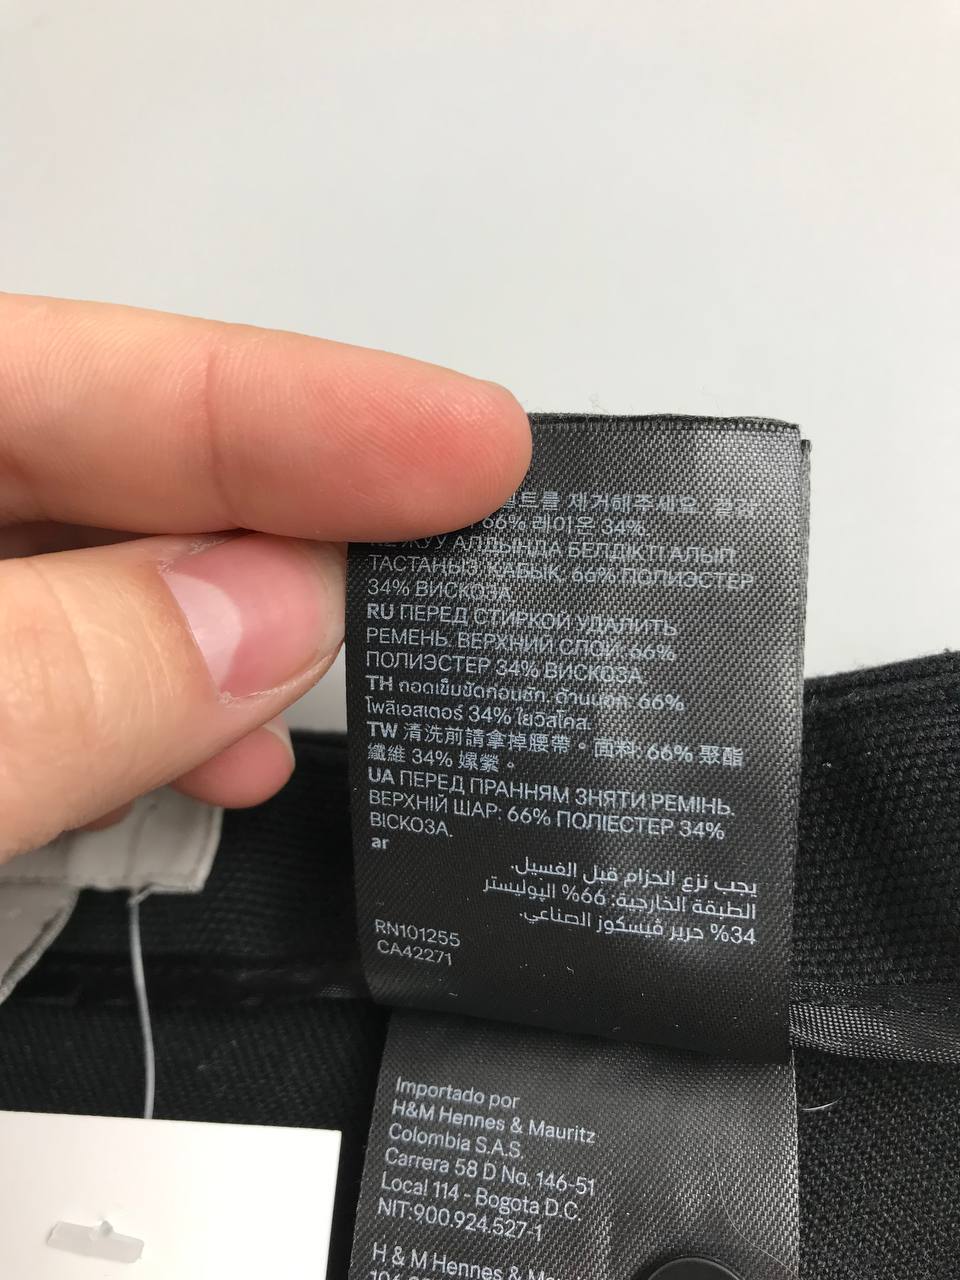 벨트를 제거해주세요. 겉감
66% 레이온 34%
ЖУУ АЛДЫНДА БЕЛДІКТІ АЛЫП
ТАСТАҢЫЗ. ҚАБЫҚ: 66% ПОЛИЭСТЕР
34% ВИСКОЗА
RU ПЕРЕД СТИРКОЙ УДАЛИТЬ
РЕМЕНЬ. ВЕРХНИЙ СЛОЙ: 66%
ПОЛИЭСТЕР 34% ВИСКОЗА
TH ถอดเข็มขัดก่อนซัก. ด้านนอก: 66%
โพลิเอสเตอร์ 34% ใยวิสโคส.
TW 清洗前請拿掉腰帶。面料: 66% 聚酯
纖維 34% 嫘縈。
UA ПЕРЕД ПРАННЯМ ЗНЯТИ РЕМІНЬ.
ВЕРХНІЙ ШАР: 66% ПОЛІЕСТЕР 34%
ВІСКОЗА.
ar
يجب نزع الحزام قبل الغسيل.
الطبقة الخارجية: 66% البوليستر
34% حرير فيسكوز الصناعي.
RN101255
CA42271
Importado por
H&M Hennes & Mauritz
Colombia S.A.S.
Carrera 58 D No. 146-51
Local 114 - Bogota D.C.
NIT:900.924.527-1
H & M Hennes & Mau